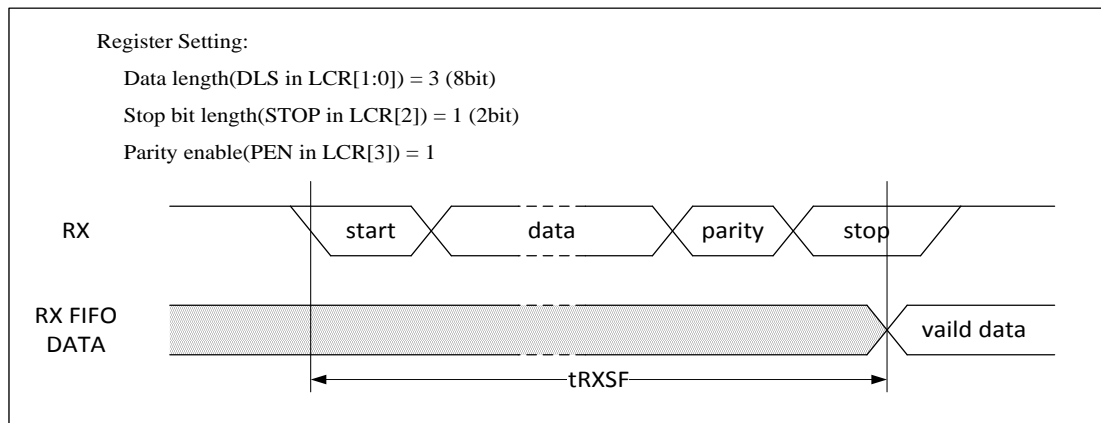 Register Setting:
Data length(DLS in LCR[1:0]) = 3 (8bit)
Stop bit length(STOP in LCR[2]) = 1 (2bit)
Parity enable(PEN in LCR[3]) = 1
RX
start
data
parity
stop
RX FIFO
DATA
vaild data
tRXSF